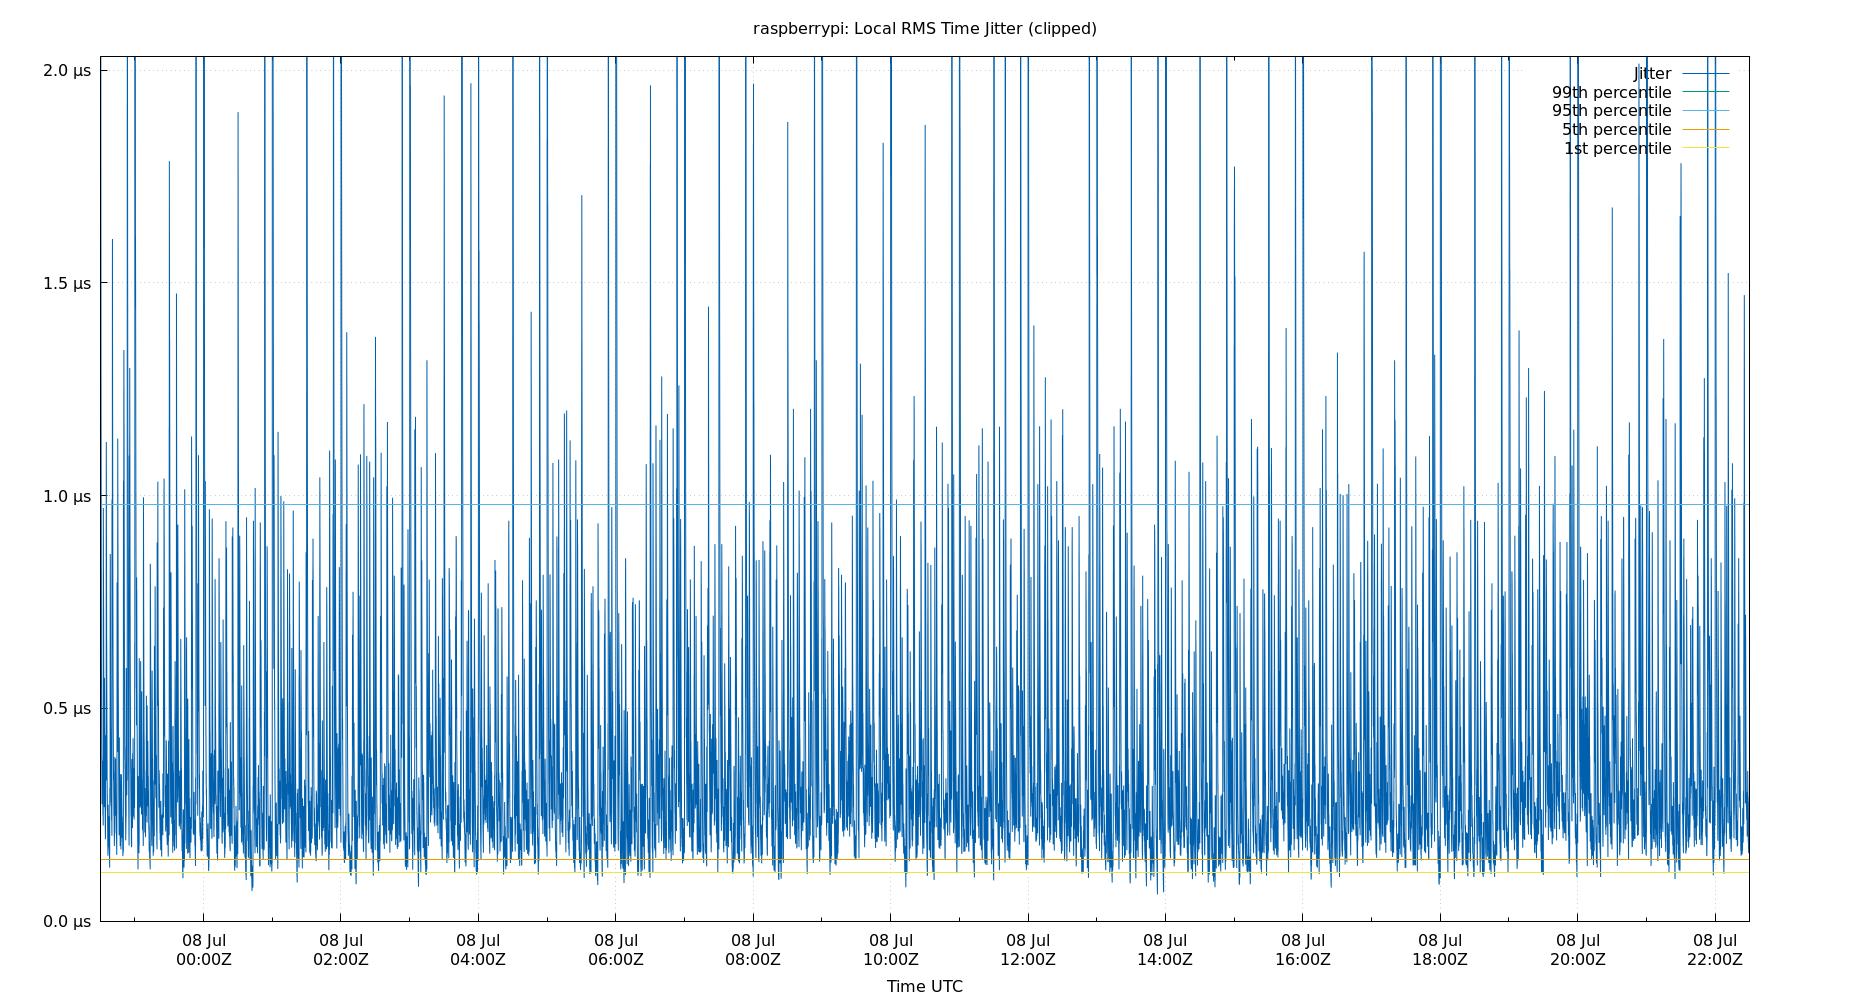 raspberrypi: Local RMS Time Jitter (clipped)
2.0 µs
1.5 µs
1.0 µs
0.5 µs
0.0 µs
Jitter
99th percentile
95th percentile
5th percentile
1st percentile
08 Jul 08 Jul 08 Jul 08 Jul 08 Jul 08 Jul 08 Jul 08 Jul 08 Jul 08 Jul 08 Jul 08 Jul
00:00Z 02:00Z 04:00Z 06:00Z 08:00Z 10:00Z 12:00Z 14:00Z 16:00Z 18:00Z 20:00Z 22:00Z
Time UTC